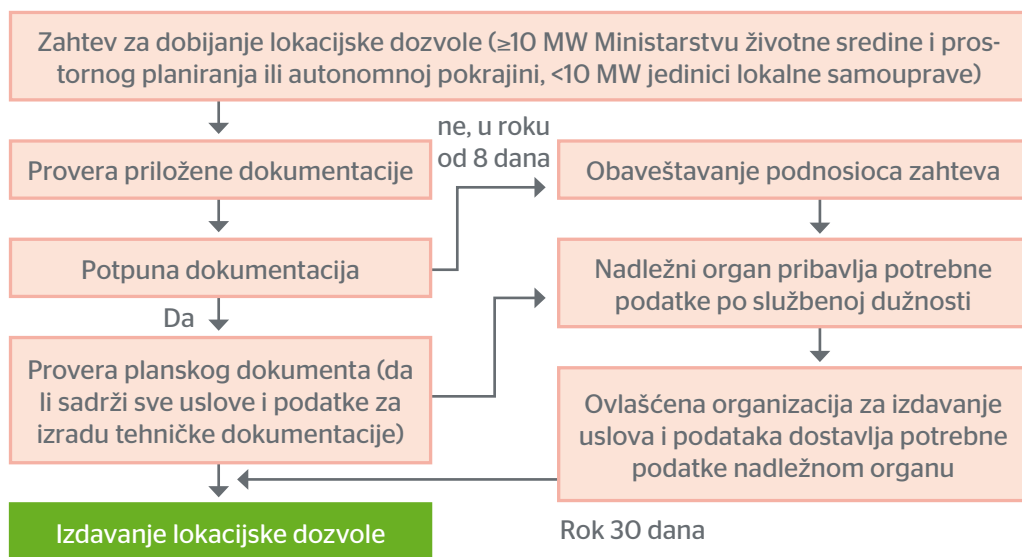 Zahtev za dobijanje lokacijske dozvole (≥10 MW Ministarstvu životne sredine i pros-
tornog planiranja ili autonomnoj pokrajini, <10 MW jedinici lokalne samouprave)
ne, u roku
od 8 dana
Provera priložene dokumentacije
Obaveštavanje podnosioca zahteva
Potpuna dokumentacija
Nadležni organ pribavlja potrebne
podatke po službenoj dužnosti
Da
Provera planskog dokumenta (da
li sadrži sve uslove i podatke za
izradu tehničke dokumentacije)
Ovlašćena organizacija za izdavanje
uslova i podataka dostavlja potrebne
podatke nadležnom organu
Izdavanje lokacijske dozvole
Rok 30 dana